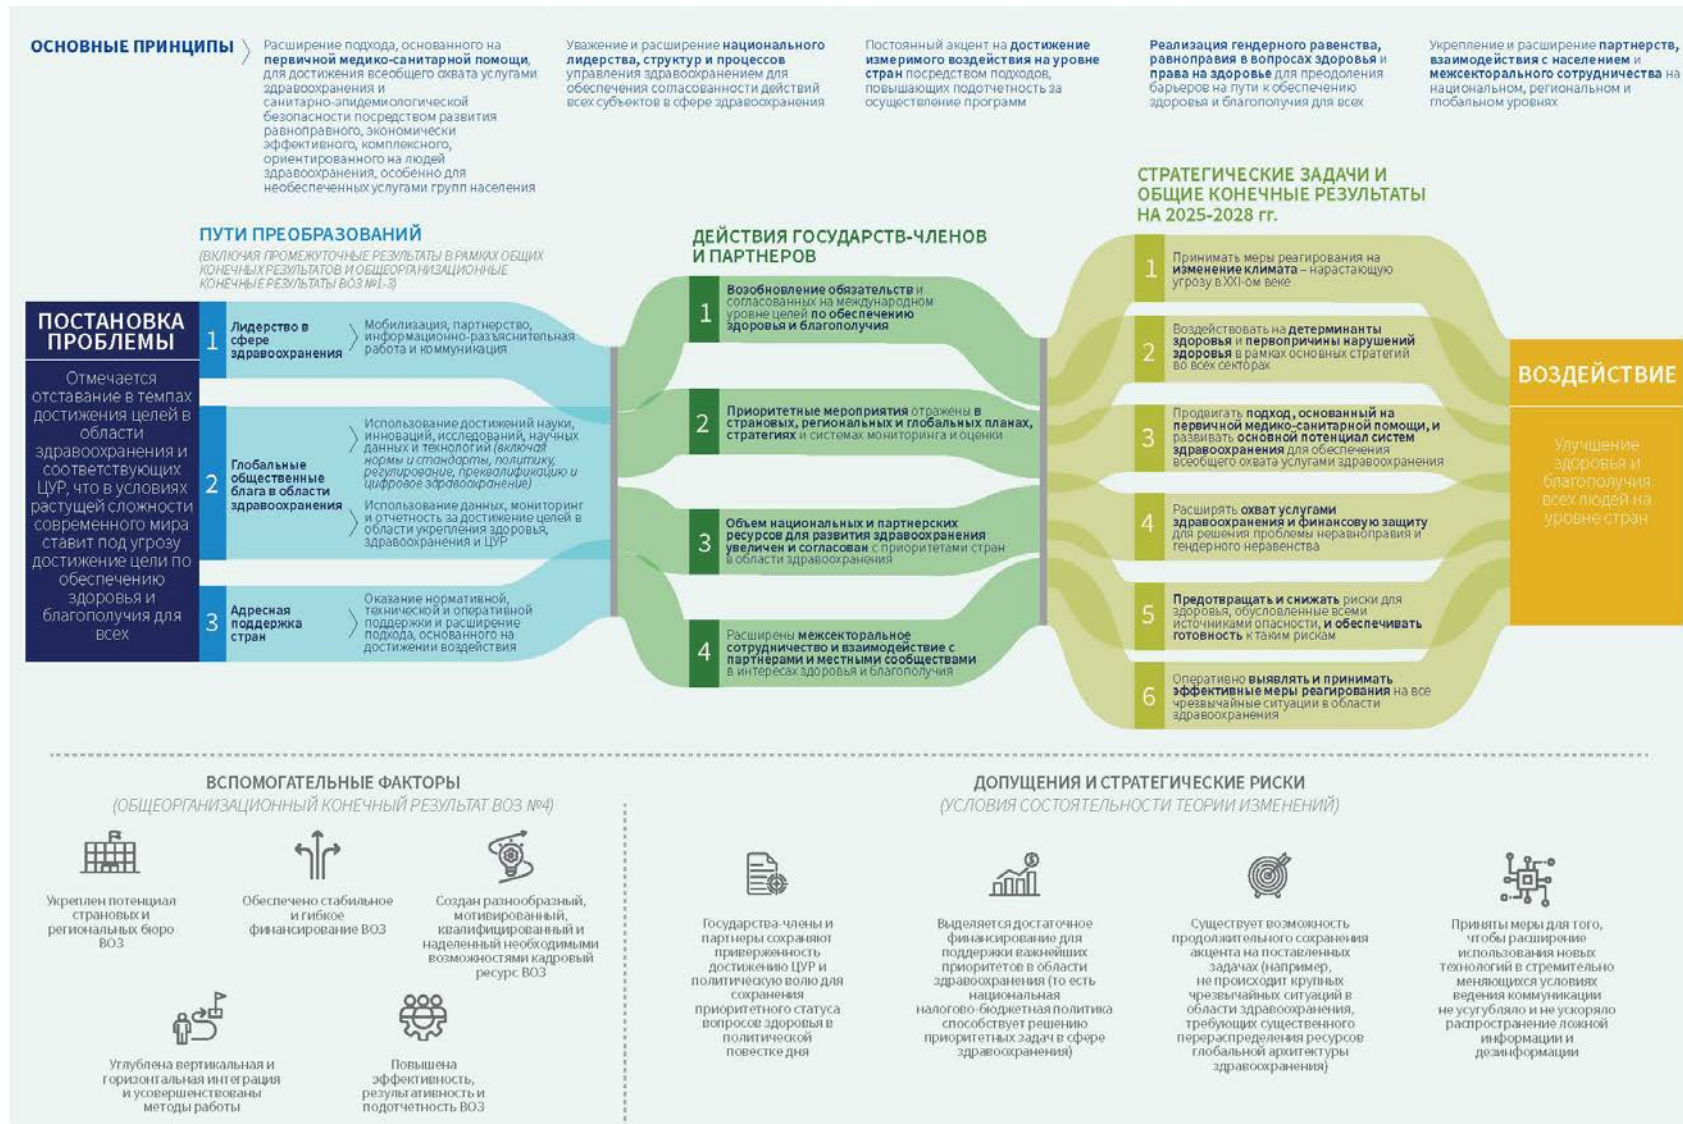 ОСНОВНЫЕ ПРИНЦИПЫ
Расширение подхода, основанного на
первичной медико-санитарной помощи,
для достижения всеобщего охвата услугами
здравоохранения и
санитарно-эпидемиологической
безопасности посредством развития
равноправного, экономически
эффективного, комплексного,
ориентированного на людей
здравоохранения, особенно для
необеспеченных услугами групп населения
Уважение и расширение национального
лидерства, структур и процессов
управления здравоохранением для
обеспечения согласованности действий
всех субъектов в сфере здравоохранения
Постоянный акцент на достижение
измеримого воздействия на уровне
стран посредством подходов,
повышающих подотчетность за
осуществление программ
Реализация гендерного равенства,
равноправия в вопросах здоровья и
права на здоровье для преодоления
барьеров на пути к обеспечению
здоровья и благополучия для всех
Укрепление и расширение партнерств,
взаимодействия с населением и
межсекторального сотрудничества на
национальном, региональном и
глобальном уровнях
ПОСТАНОВКА
ПРОБЛЕМЫ
Отмечается
отставание в темпах
достижения целей в
области
здравоохранения и
соответствующих
ЦУР, что в условиях
растущей сложности
современного мира
ставит под угрозу
достижение цели по
обеспечению
здоровья и
благополучия для
всех
ПУТИ ПРЕОБРАЗОВАНИЙ
(ВКЛЮЧАЯ ПРОМЕЖУТОЧНЫЕ РЕЗУЛЬТАТЫ В РАМКАХ ОБЩИХ
КОНЕЧНЫХ РЕЗУЛЬТАТОВ И ОБЩЕОРГАНИЗАЦИОННЫЕ
КОНЕЧНЫЕ РЕЗУЛЬТАТЫ ВОЗ №1-3)
1
Лидерство в
сфере
здравоохранения
Мобилизация, партнерство,
информационно-разъяснительная
работа и коммуникация
2
Глобальные
общественные
блага в области
здравоохранения
Использование достижений науки,
инноваций, исследований, научных
данных и технологий (включая
нормы и стандарты, политику,
регулирование, преквалификацию и
цифровое здравоохранение)
Использование данных, мониторинг
и отчетность за достижение целей в
области укрепления здоровья,
здравоохранения и ЦУР
3
Адресная
поддержка
стран
Оказание нормативной,
технической и оперативной
поддержки и расширение
подхода, основанного на
достижении воздействия
ДЕЙСТВИЯ ГОСУДАРСТВ-ЧЛЕНОВ
И ПАРТНЕРОВ
1
Возобновление обязательств и
согласованных на международном
уровне целей по обеспечению
здоровья и благополучия
2
Приоритетные мероприятия отражены в
страновых, региональных и глобальных планах,
стратегиях и системах мониторинга и оценки
3
Объем национальных и партнерских
ресурсов для развития здравоохранения
увеличен и согласован с приоритетами стран
в области здравоохранения
4
Расширены межсекторальное
сотрудничество и взаимодействие с
партнерами и местными сообществами
в интересах здоровья и благополучия
СТРАТЕГИЧЕСКИЕ ЗАДАЧИ И
ОБЩИЕ КОНЕЧНЫЕ РЕЗУЛЬТАТЫ
НА 2025-2028 гг.
1
Принимать меры реагирования на
изменение климата – нарастающую
угрозу в XXI-ом веке
2
Воздействовать на детерминанты
здоровья и первопричины нарушений
здоровья в рамках основных стратегий
во всех секторах
3
Продвигать подход, основанный на
первичной медико-санитарной помощи, и
развивать основной потенциал систем
здравоохранения для обеспечения
всеобщего охвата услугами здравоохранения
4
Расширять охват услугами
здравоохранения и финансовую защиту
для решения проблемы неравноправия и
гендерного неравенства
5
Предотвращать и снижать риски для
здоровья, обусловленные всеми
источниками опасности, и обеспечивать
готовность к таким рискам
6
Оперативно выявлять и принимать
эффективные меры реагирования на все
чрезвычайные ситуации в области
здравоохранения
ВОЗДЕЙСТВИЕ
Улучшение
здоровья и
благополучия
всех людей на
уровне стран
ВСПОМОГАТЕЛЬНЫЕ ФАКТОРЫ
(ОБЩЕОРГАНИЗАЦИОННЫЙ КОНЕЧНЫЙ РЕЗУЛЬТАТ ВОЗ №4)
Укреплен потенциал
страновых и
региональных бюро
ВОЗ
Обеспечено стабильное
и гибкое
финансирование ВОЗ
Создан разнообразный,
мотивированный,
квалифицированный и
наделенный необходимыми
возможностями кадровый
ресурс ВОЗ
Углублена вертикальная и
горизонтальная интеграция
и усовершенствованы
методы работы
Повышена
эффективность,
результативность и
подотчетность ВОЗ
ДОПУЩЕНИЯ И СТРАТЕГИЧЕСКИЕ РИСКИ
(УСЛОВИЯ СОСТОЯТЕЛЬНОСТИ ТЕОРИИ ИЗМЕНЕНИЙ)
Государства-члены и
партнеры сохраняют
приверженность
достижению ЦУР и
политическую волю для
сохранения
приоритетного статуса
вопросов здоровья в
политической
повестке дня
Выделяется достаточное
финансирование для
поддержки важнейших
приоритетов в области
здравоохранения (то есть
национальная
налогово-бюджетная политика
способствует решению
приоритетных задач в сфере
здравоохранения)
Существует возможность
продолжительного сохранения
акцента на поставленных
задачах (например,
не происходит крупных
чрезвычайных ситуаций в
области здравоохранения,
требующих существенного
перераспределения ресурсов
глобальной архитектуры
здравоохранения)
Приняты меры для того,
чтобы расширение
использования новых
технологий в стремительно
меняющихся условиях
ведения коммуникации
не усугубляло и не ускоряло
распространение ложной
информации и
дезинформации